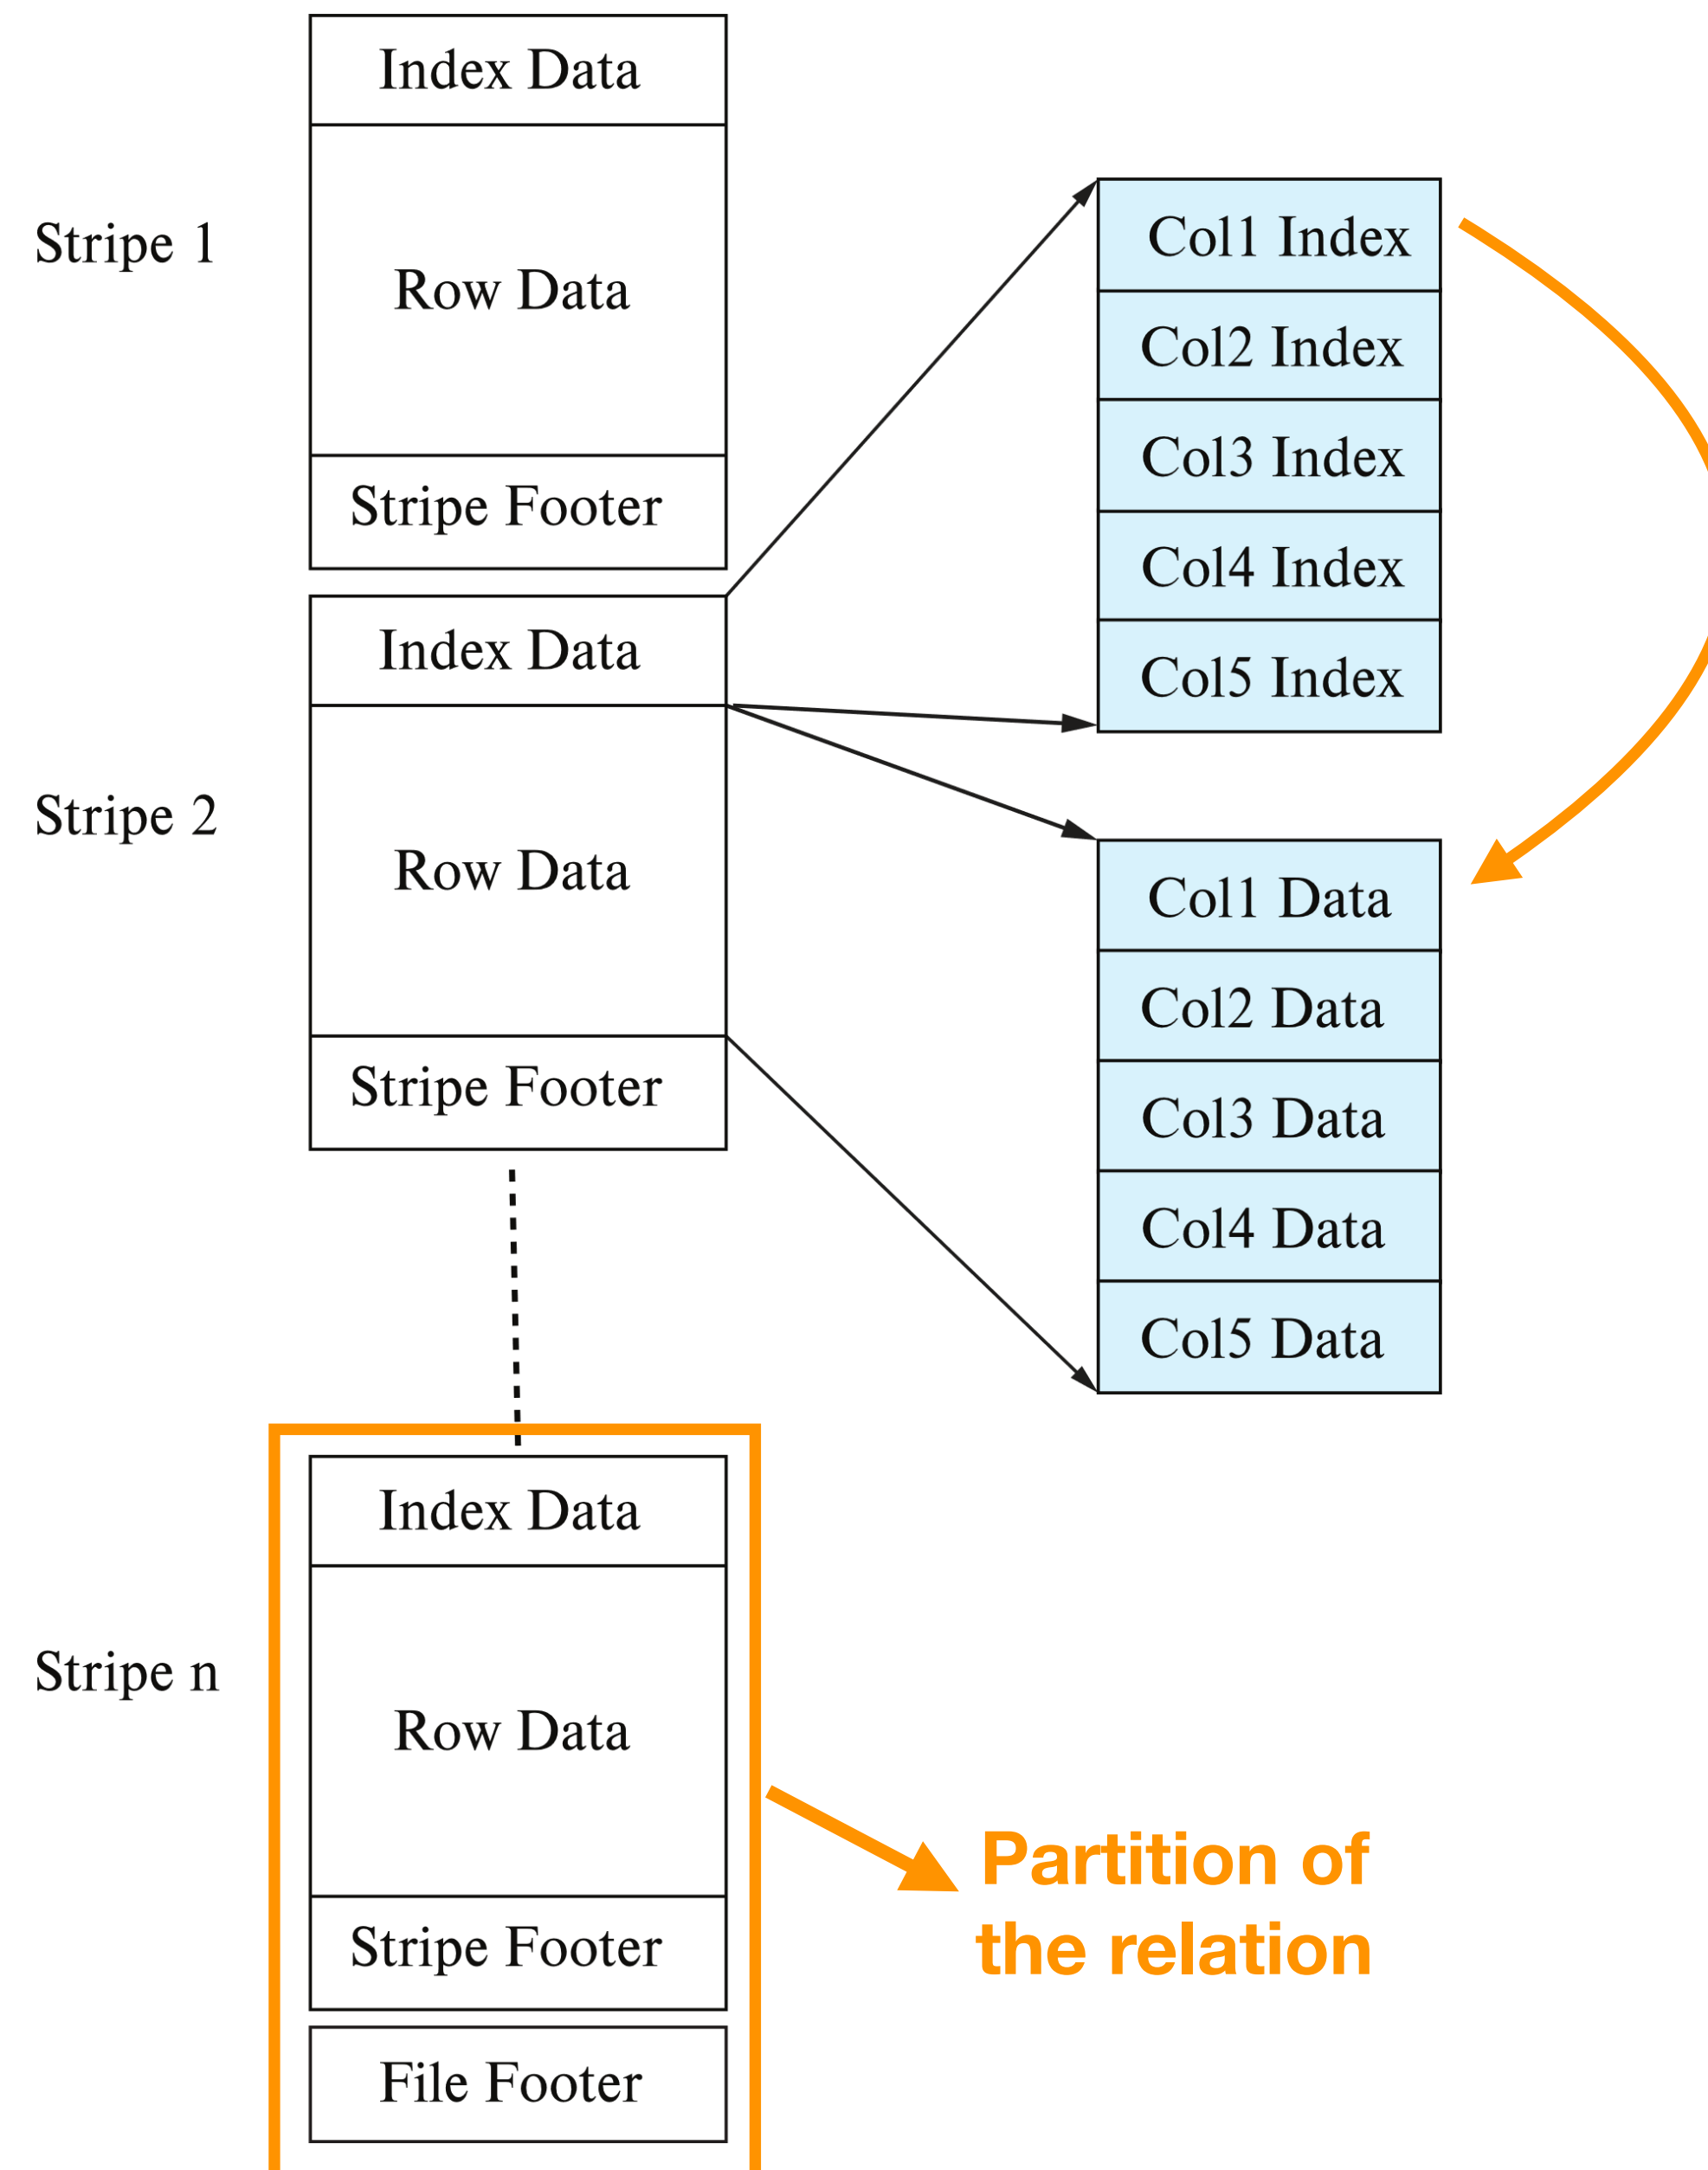 Index Data
Stripe 1
Row Data
Stripe Footer
Col1 Index
Col2 Index
Col3 Index
Col4 Index
Col5 Index
Index Data
Stripe 2
Row Data
Stripe Footer
Col1 Data
Col2 Data
Col3 Data
Col4 Data
Col5 Data
Index Data
Stripe n
Row Data
Stripe Footer
File Footer
Partition of
the relation